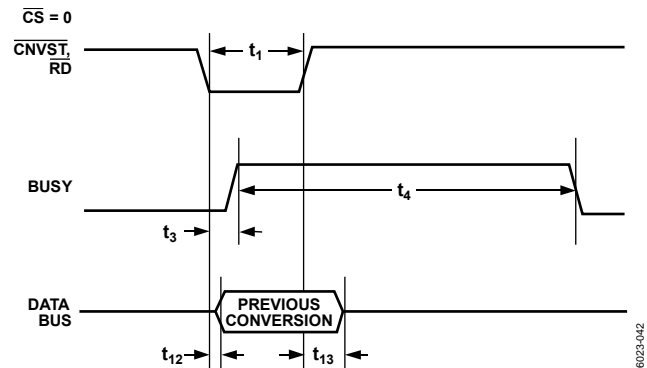 CS = 0
CNVST,
RD
t1
BUSY
t4
t3
DATA
BUS
PREVIOUS
CONVERSION
t12
t13
6023-042